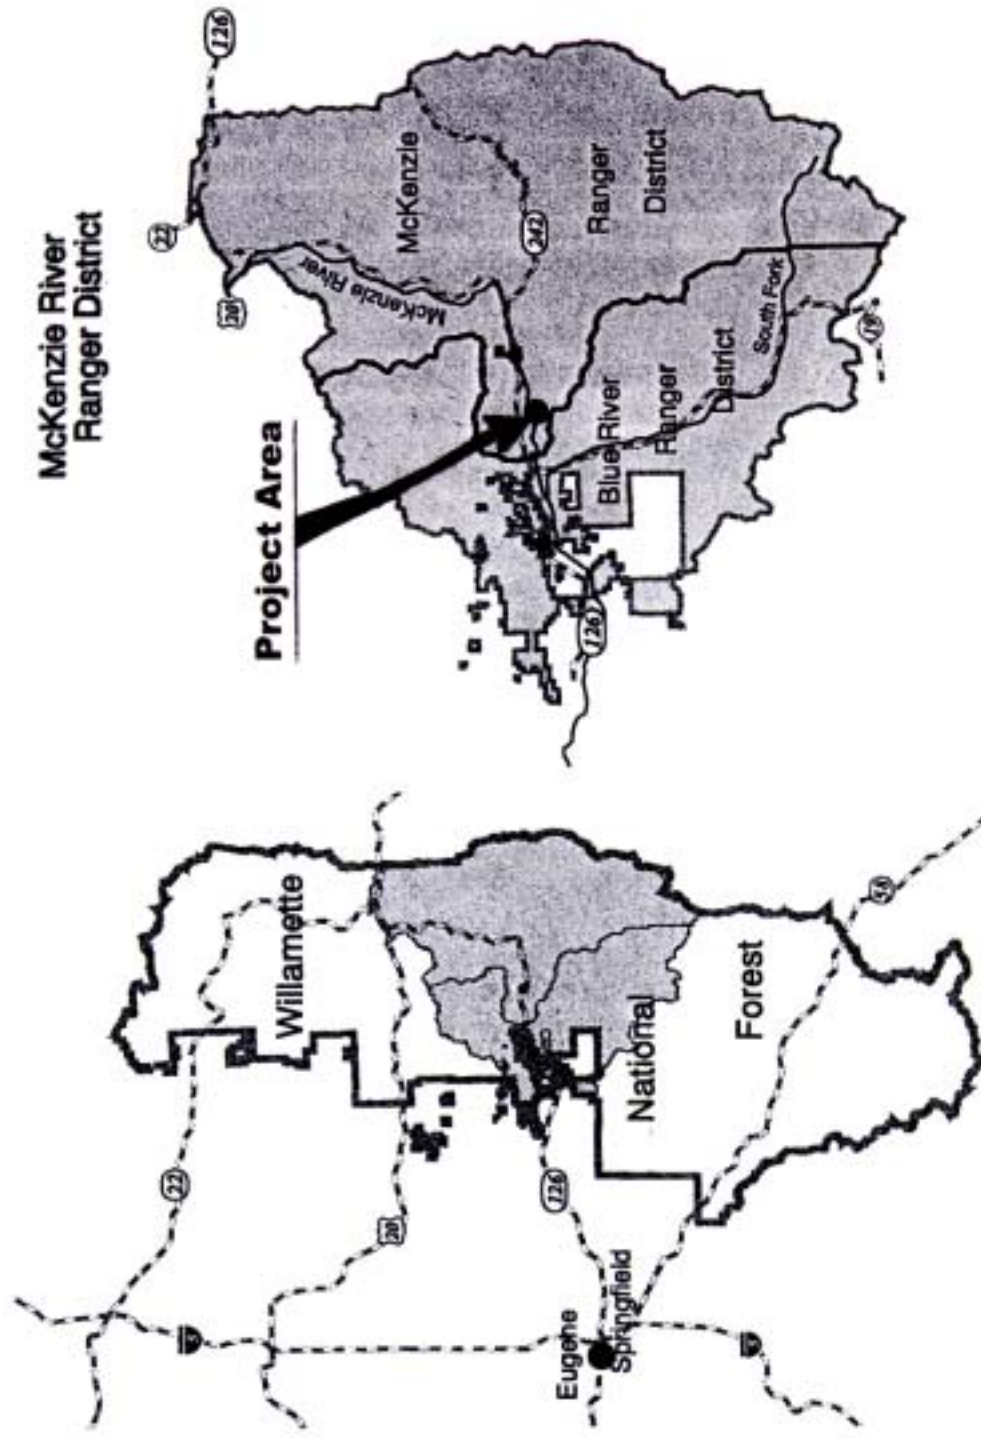 McKenzie River
Ranger District
126
22
20
McKenzie River
McKenzie
242
Ranger
District
Project Area
Blue River
Ranger
District
South Fork
19
126
Willamette
National
Forest
22
20
126
58
Eugene
Springfield